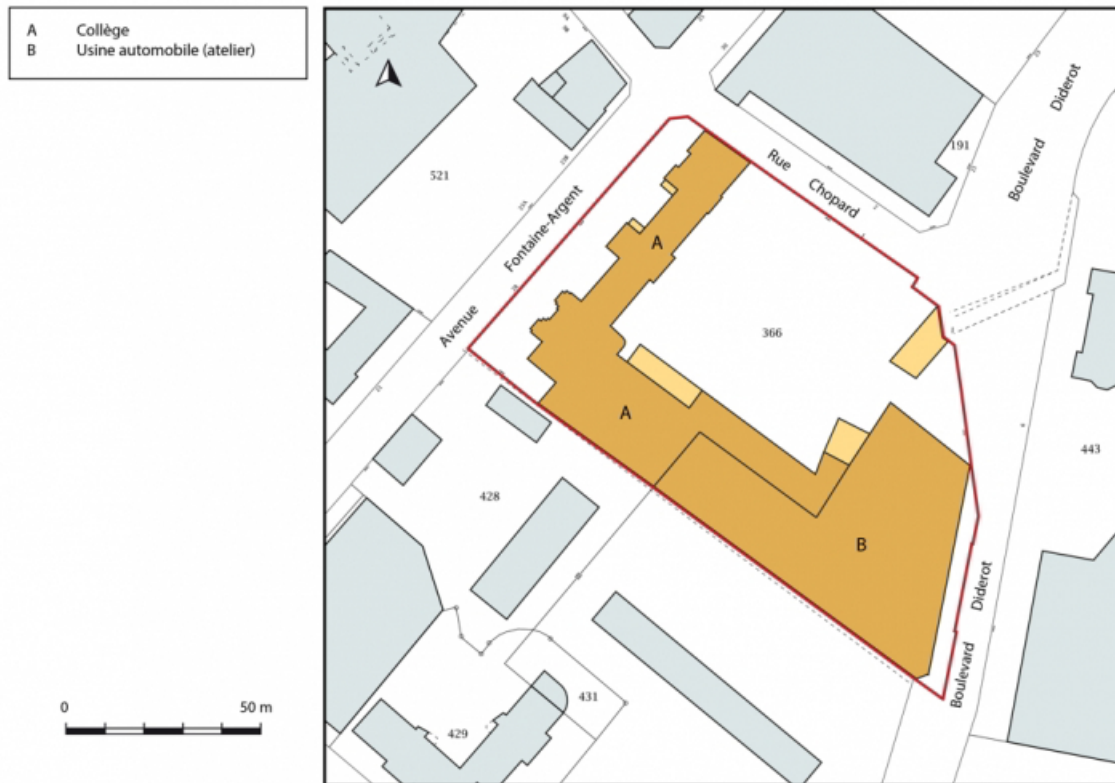 A Collège
B Usine automobile (atelier)
0 50 m
521
Avenue Fontaine-Argent
Rue Chopard
191
Boulevard Diderot
A
366
A
443
428
B
Boulevard Diderot
431
429